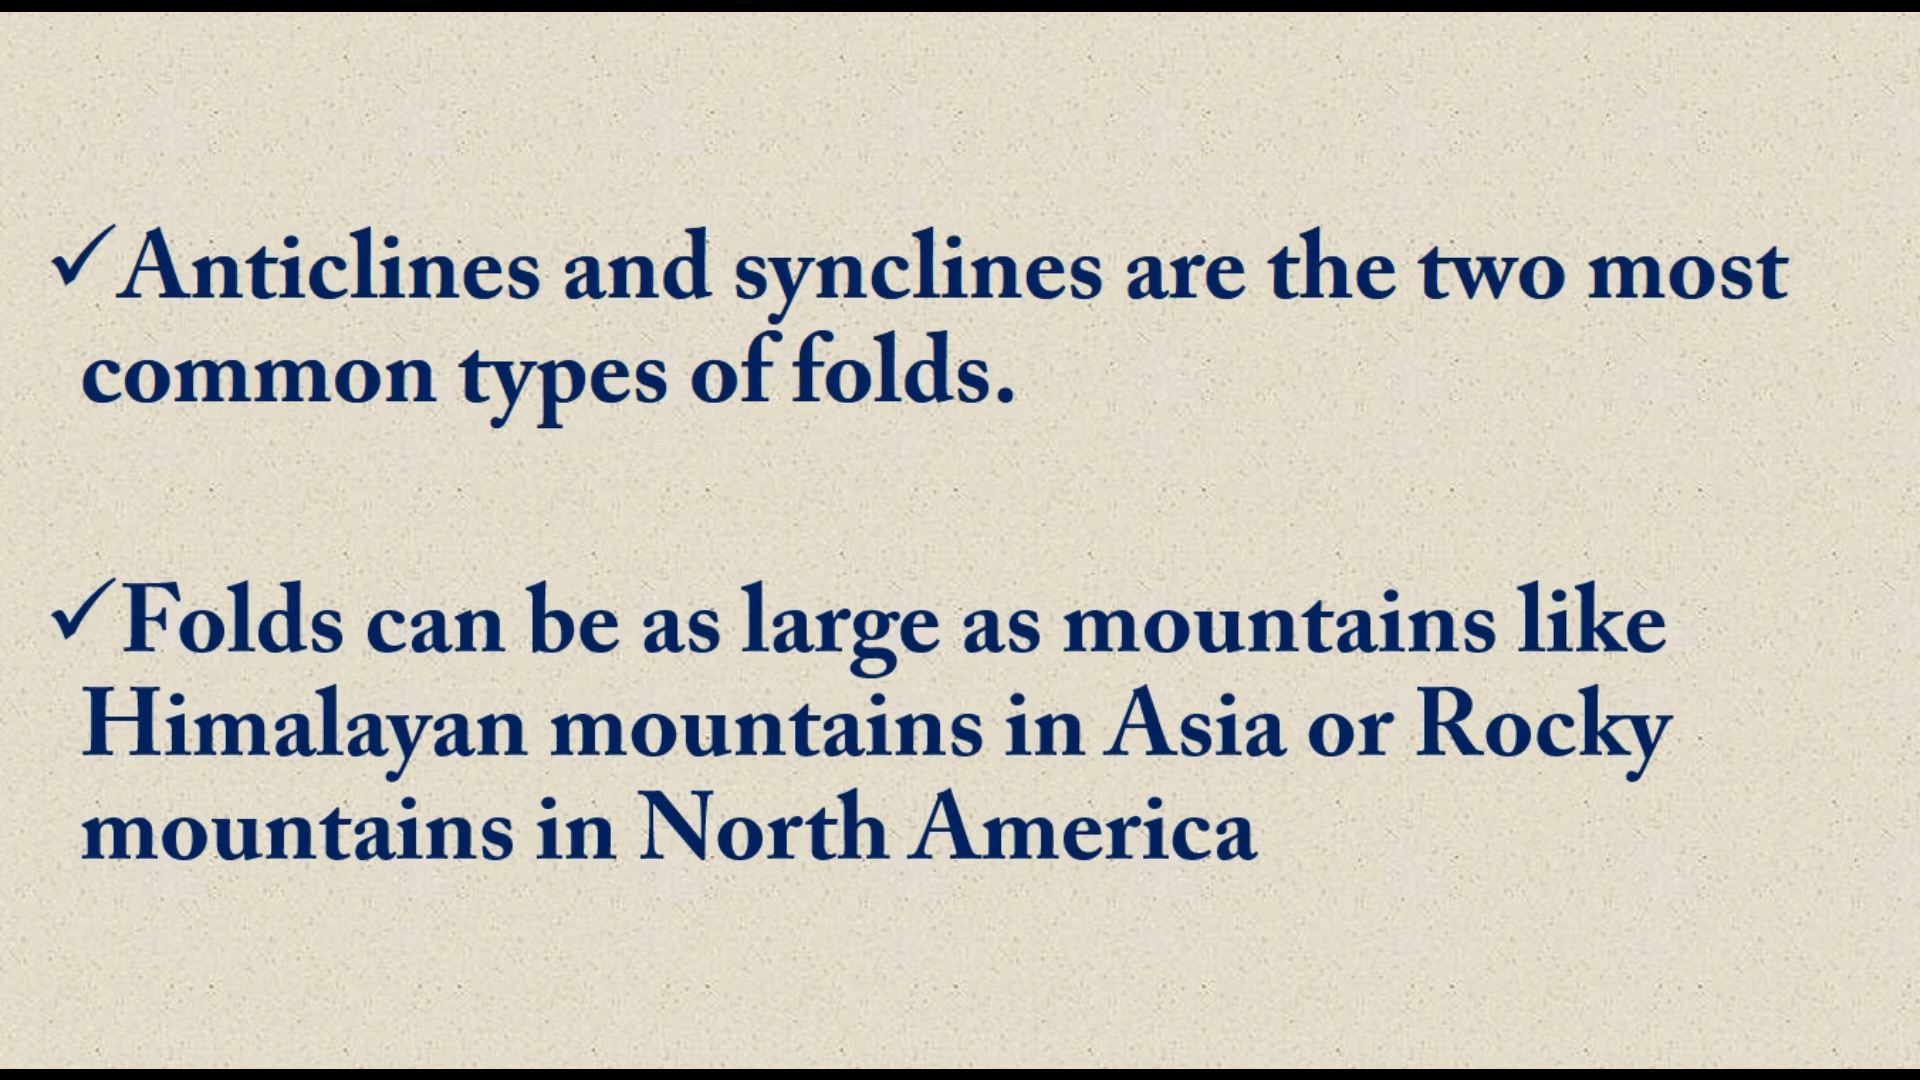 ✓Anticlines and synclines are the two most
common types of folds.
✓Folds can be as large as mountains like
Himalayan mountains in Asia or Rocky
mountains in North America